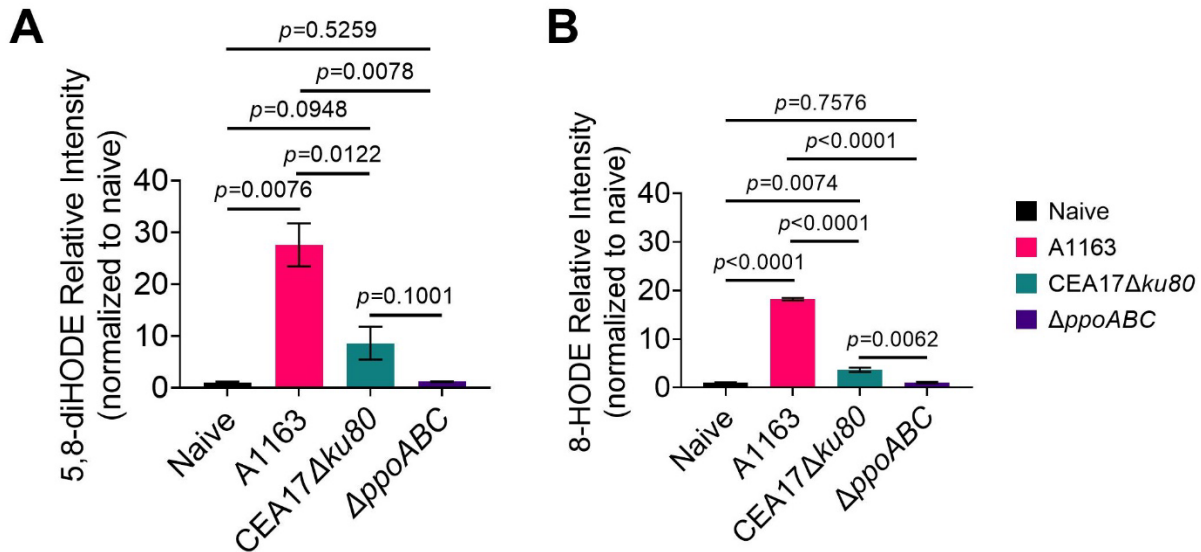 A
5,8-diHODE Relative Intensity
(normalized to naive)
p=0.5259
p=0.0078
p=0.0948
p=0.0122
p=0.0076
p=0.1001
40
30
20
10
0
Naive
A1163
CEA17Δku80
ΔppoABC
B
8-HODE Relative Intensity
(normalized to naive)
p=0.7576
p<0.0001
p=0.0074
p<0.0001
p<0.0001
p=0.0062
40
30
20
10
0
Naive
A1163
CEA17Δku80
ΔppoABC
Naive
A1163
CEA17Δku80
ΔppoABC